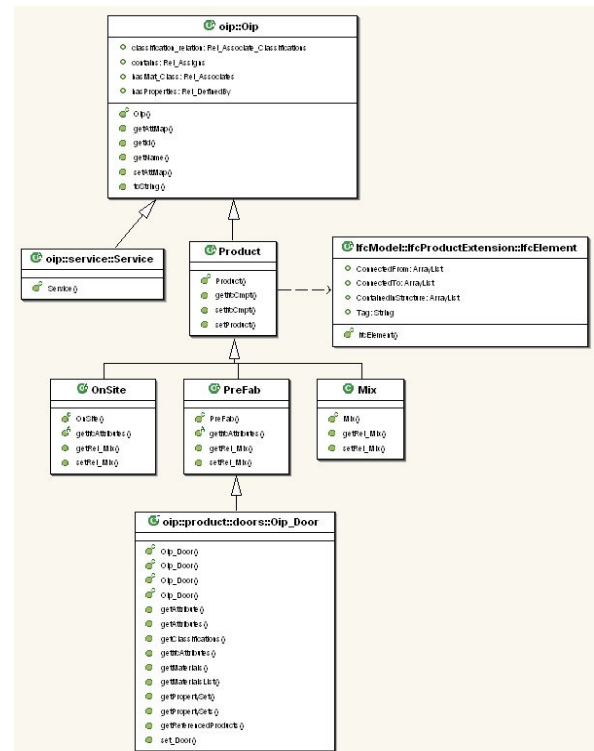 oip::Oip
classification_relation: Rel_Associate_Classifications
contains: Rel_Assigns
hasMat_Class: Rel_Associates
hasProperties: Rel_DefinedBy
Oip()
getAttMap()
getId()
getName()
setAttMap()
toString()
oip::service::Service
Service()
Product
Product()
getIfcCmpt()
setIfcCmpt()
setProduct()
IfcModel::IfcProductExtension::IfcElement
ConnectedFrom: ArrayList
ConnectedTo: ArrayList
ContainedInStructure: ArrayList
Tag: String
IfcElement()
OnSite
OnSite()
getIfcAttributes()
getRel_Mix()
setRel_Mix()
PreFab
PreFab()
getIfcAttributes()
getRel_Mix()
setRel_Mix()
Mix
Mix()
getRel_Mix()
setRel_Mix()
oip::product::doors::Oip_Door
Oip_Door()
Oip_Door()
Oip_Door()
Oip_Door()
getAttribute()
getAttributes()
getClassifications()
getIfcAttributes()
getMaterials()
getMaterialsList()
getPropertySet()
getPropertySets()
getReferencedProducts()
set_Door()